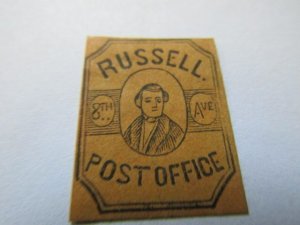 RUSSELL.
8TH AVE
POST OFFICE